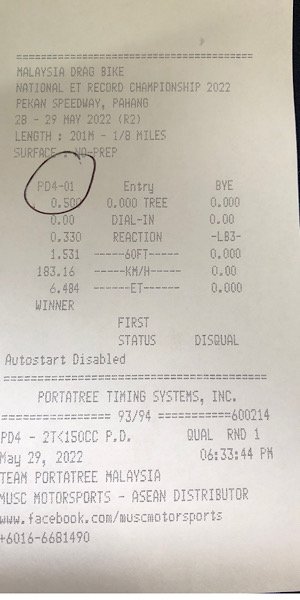 =======================================
MALAYSIA DRAG BIKE
NATIONAL ET RECORD CHAMPIONSHIP 2022
PEKAN SPEEDWAY, PAHANG
28 - 29 MAY 2022 (R2)
LENGTH : 201M - 1/8 MILES
SURFACE : NO-PREP
PD4-01 Entry BYE
0.500 0.000 TREE 0.000
0.00 DIAL-IN 0.00
0.330 REACTION -LB3-
1.531 -----60FT----- 0.000
183.16 -----KM/H----- 0.00
6.484 ------ET------ 0.000
WINNER
FIRST
STATUS DISQUAL
Autostart Disabled
=======================================
PORTATREE TIMING SYSTEMS, INC.
================ 93/94 ===========600214
PD4 - 2T<150CC P.D. QUAL RND 1
May 29, 2022 06:33:44 PM
TEAM PORTATREE MALAYSIA
MUSC MOTORSPORTS - ASEAN DISTRIBUTOR
www.facebook.com/muscmotorsports
+6016-6681490